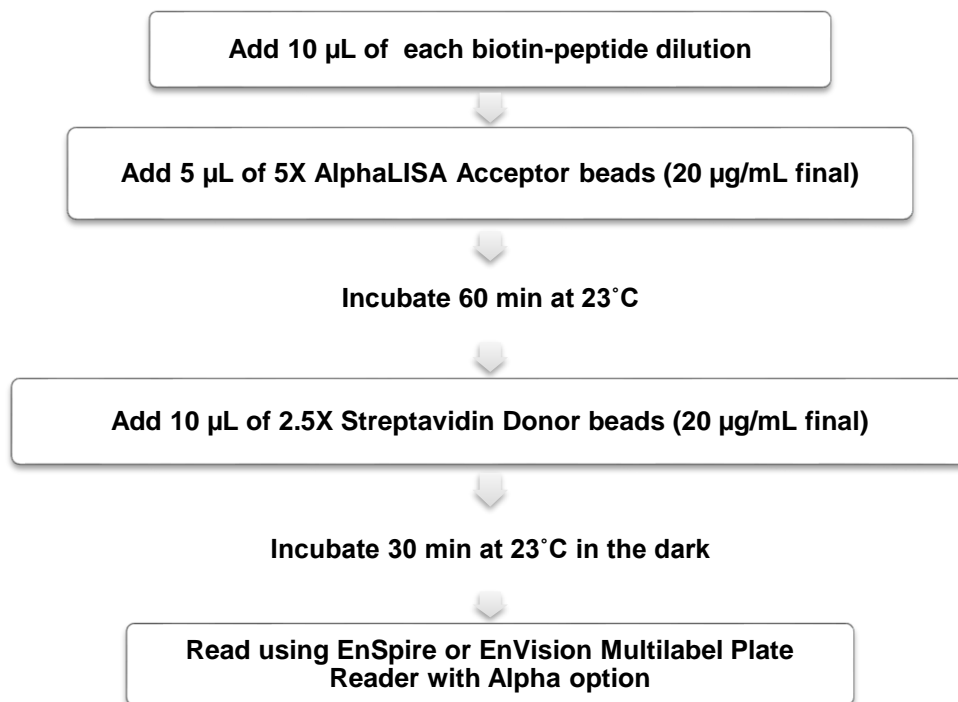 Add 10 µL of each biotin-peptide dilution
Add 5 µL of 5X AlphaLISA Acceptor beads (20 µg/mL final)
Incubate 60 min at 23˚C
Add 10 µL of 2.5X Streptavidin Donor beads (20 µg/mL final)
Incubate 30 min at 23˚C in the dark
Read using EnSpire or EnVision Multilabel Plate
Reader with Alpha option